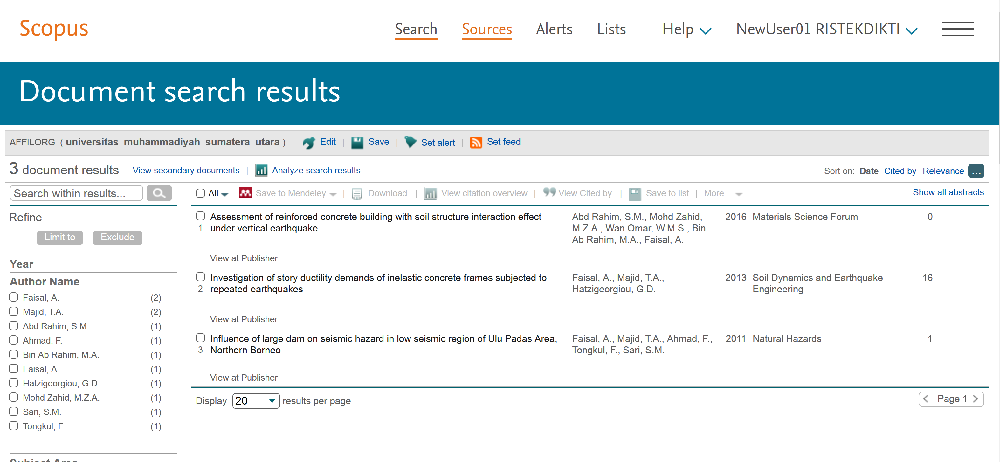 Scopus
Search Sources Alerts Lists Help NewUser01 RISTEKDIKTI
Document search results
AFFILORG ( universitas muhammadiyah sumatera utara ) Edit | Save | Set alert | Set feed
3 document results View secondary documents | Analyze search results Sort on: Date Cited by Relevance ...
Search within results... All Save to Mendeley | Download | View citation overview | View Cited by | Save to list | More... Show all abstracts
Refine
Limit to Exclude
Year
Author Name
Faisal, A. (2)
Majid, T.A. (2)
Abd Rahim, S.M. (1)
Ahmad, F. (1)
Bin Ab Rahim, M.A. (1)
Faisal, A. (1)
Hatzigeorgiou, G.D. (1)
Mohd Zahid, M.Z.A. (1)
Sari, S.M. (1)
Tongkul, F. (1)
Subject Area
Assessment of reinforced concrete building with soil structure interaction effect Abd Rahim, S.M., Mohd Zahid, 2016 Materials Science Forum 0
1 under vertical earthquake M.Z.A., Wan Omar, W.M.S., Bin
Ab Rahim, M.A., Faisal, A.
View at Publisher
Investigation of story ductility demands of inelastic concrete frames subjected to Faisal, A., Majid, T.A., 2013 Soil Dynamics and Earthquake 16
2 repeated earthquakes Hatzigeorgiou, G.D. Engineering
View at Publisher
Influence of large dam on seismic hazard in low seismic region of Ulu Padas Area, Faisal, A., Majid, T.A., Ahmad, F., 2011 Natural Hazards 1
3 Northern Borneo Tongkul, F., Sari, S.M.
View at Publisher
Display 20 results per page < Page 1 >